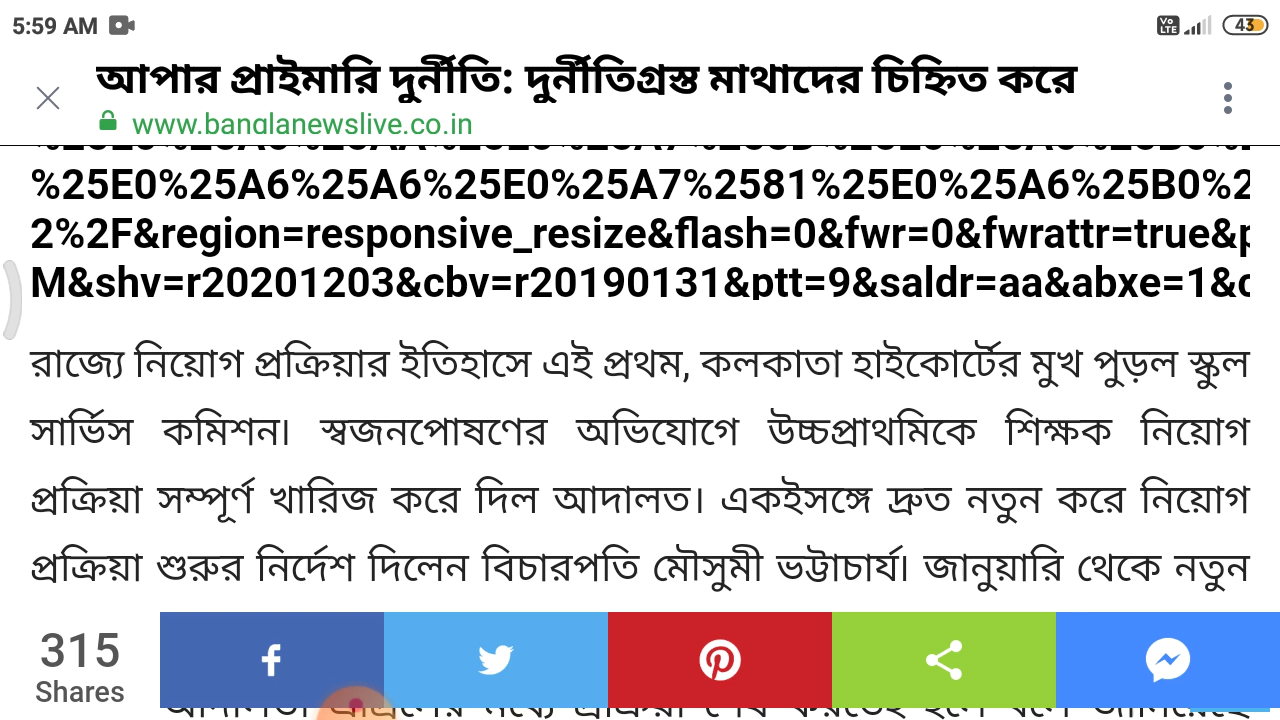 5:59 AM
Vo LTE
43
আপার প্রাইমারি দুর্নীতি: দুর্নীতিগ্রস্ত মাথাদের চিহ্নিত করে
www.banglanewslive.co.in
%25E0%25A6%25A6%25E0%25A7%2581%25E0%25A6%25B0%2
2%2F&region=responsive_resize&flash=0&fwr=0&fwrattr=true&p
M&shv=r20201203&cbv=r20190131&ptt=9&saldr=aa&abxe=1&c
রাজ্যে নিয়োগ প্রক্রিয়ার ইতিহাসে এই প্রথম, কলকাতা হাইকোর্টের মুখ পুড়ল স্কুল
সার্ভিস কমিশন। স্বজনপোষণের অভিযোগে উচ্চপ্রাথমিকে শিক্ষক নিয়োগ
প্রক্রিয়া সম্পূর্ণ খারিজ করে দিল আদালত। একইসঙ্গে দ্রুত নতুন করে নিয়োগ
প্রক্রিয়া শুরুর নির্দেশ দিলেন বিচারপতি মৌসুমী ভট্টাচার্য। জানুয়ারি থেকে নতুন
315
Shares